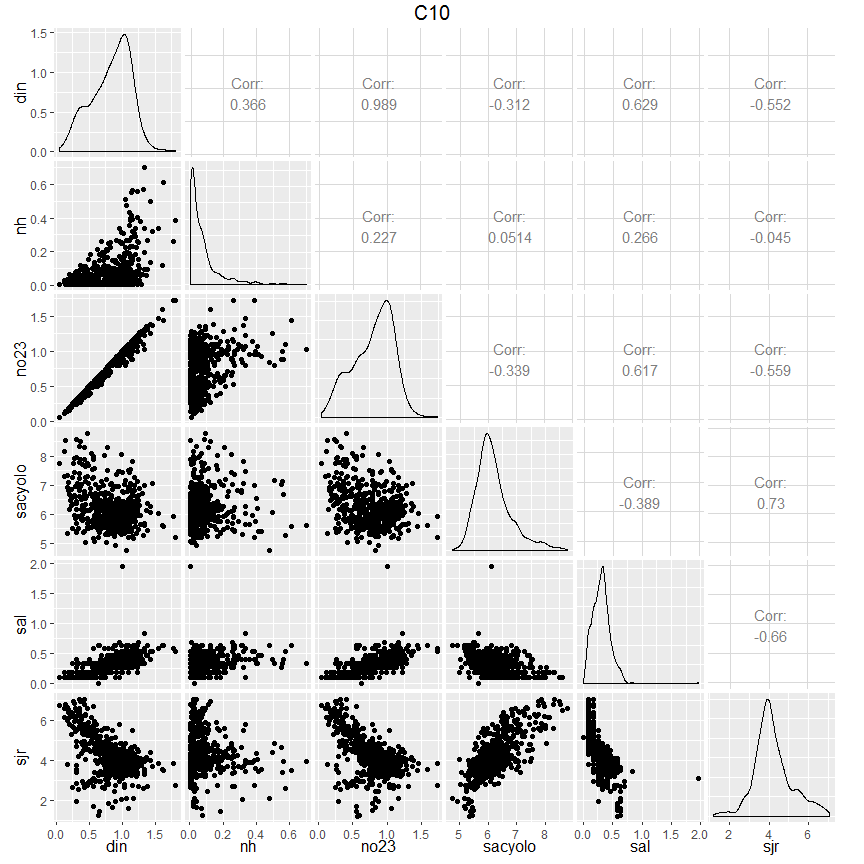 C10
din
1.5
1.0
0.5
0.0
Corr:
0.366
Corr:
0.989
Corr:
-0.312
Corr:
0.629
Corr:
-0.552
nh
0.6
0.4
0.2
0.0
Corr:
0.227
Corr:
0.0514
Corr:
0.266
Corr:
-0.045
no23
1.5
1.0
0.5
0.0
Corr:
-0.339
Corr:
0.617
Corr:
-0.559
sacyolo
8
7
6
5
Corr:
-0.389
Corr:
0.73
sal
2.0
1.5
1.0
0.5
0.0
Corr:
-0.66
sjr
6
4
2
0.0 0.5 1.0 1.5 0.0 0.2 0.4 0.6 0.0 0.5 1.0 1.5 5 6 7 8 0.0 0.5 1.0 1.5 2.0 2 4 6
din nh no23 sacyolo sal sjr